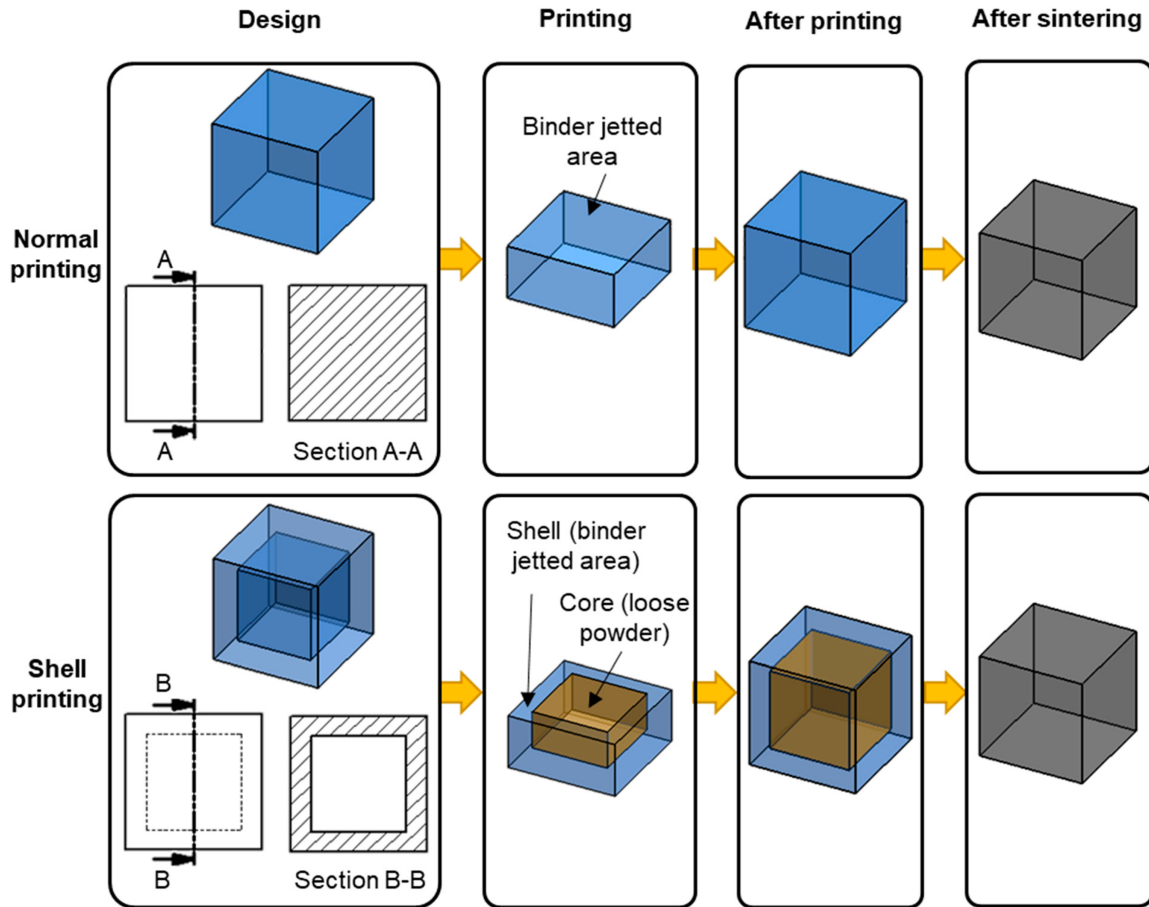 Design
Printing
After printing
After sintering
Normal
printing
A
A
Section A-A
Binder jetted
area
Shell
printing
B
B
Section B-B
Shell (binder
jetted area)
Core (loose
powder)